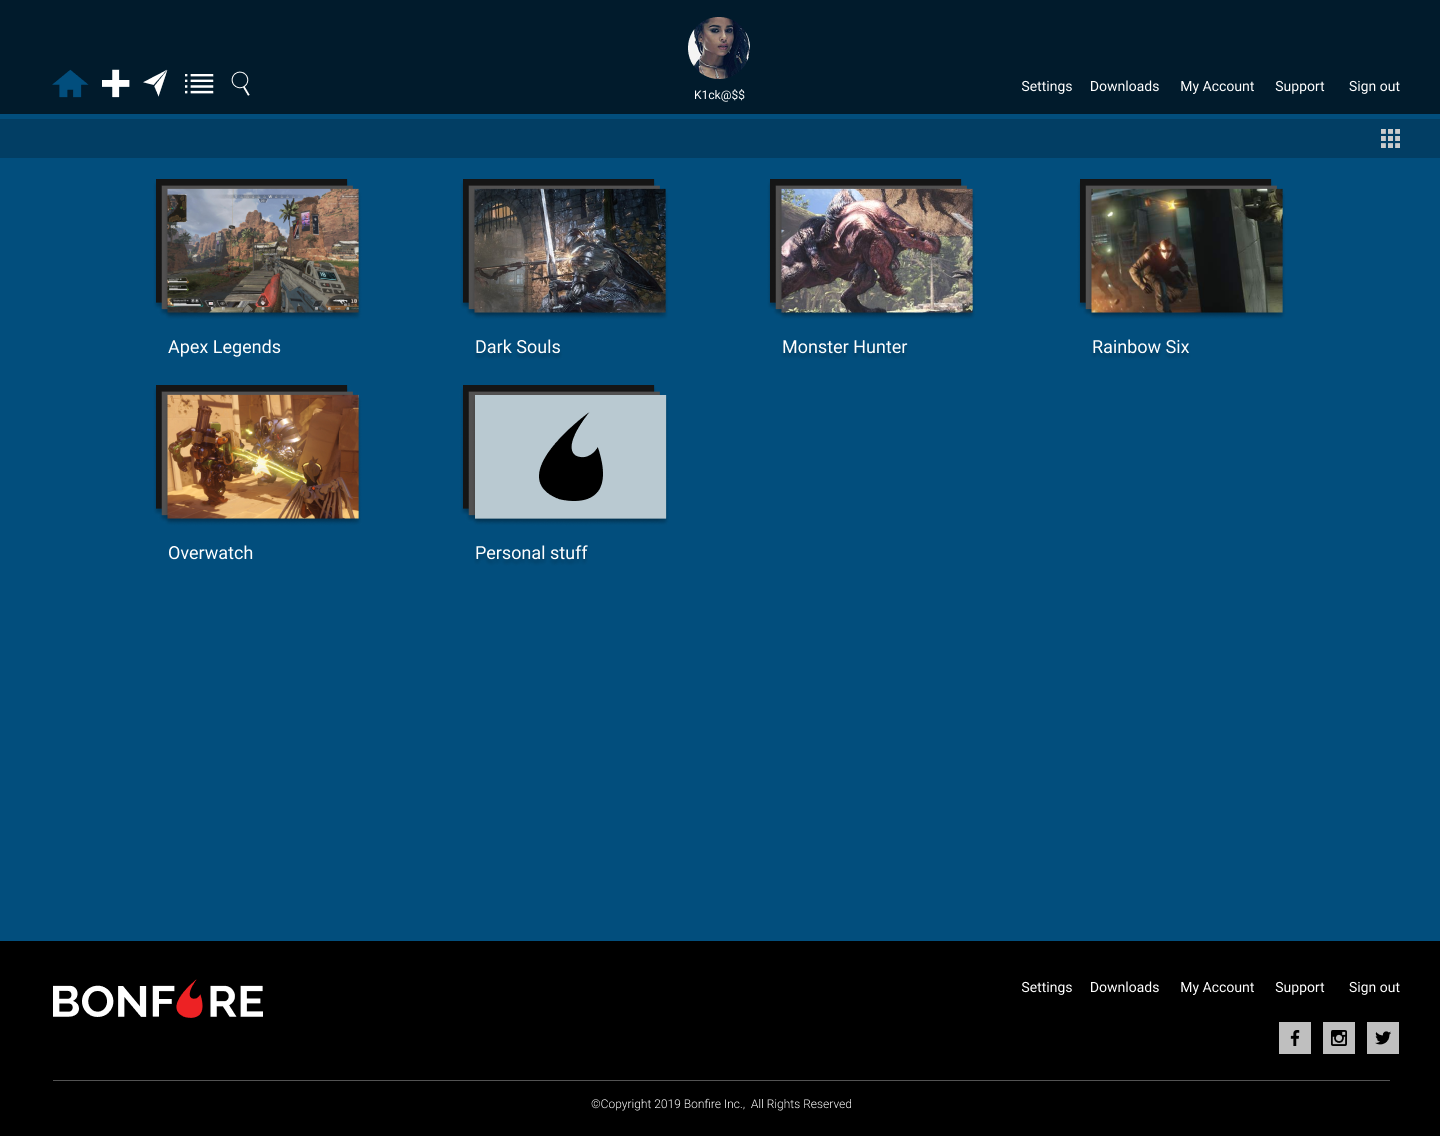 K1ck@$$
Settings Downloads My Account Support Sign out
Apex Legends Dark Souls Monster Hunter Rainbow Six
Overwatch Personal stuff
BONFIRE
Settings Downloads My Account Support Sign out
©Copyright 2019 Bonfire Inc., All Rights Reserved